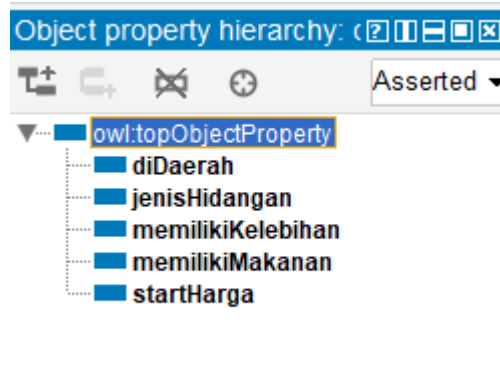 Object property hierarchy:
Asserted
owl:topObjectProperty
diDaerah
jenisHidangan
memilikiKelebihan
memilikiMakanan
startHarga